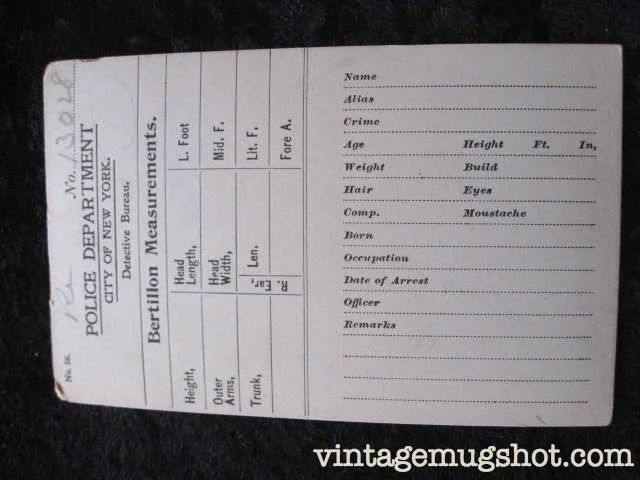 No. 56.
No. 13028
POLICE DEPARTMENT
CITY OF NEW YORK.
Detective Bureau.
Bertillon Measurements.
Height, Head Length, L. Foot
Outer Arms, Head Width, Mid. F.
Trunk, R. Ear, Len. Lit. F.
Fore A.
Name
Alias
Crime
Age Height Ft. In,
Weight Build
Hair Eyes
Comp. Moustache
Born
Occupation
Date of Arrest
Officer
Remarks
vintagemugshot.com